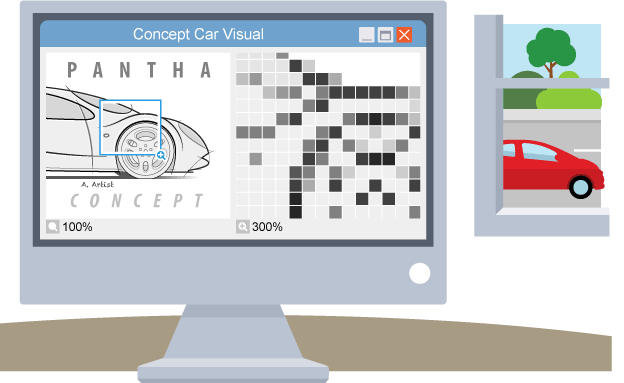 Concept Car Visual
PANTHA
A, Artist
CONCEPT
100%
300%